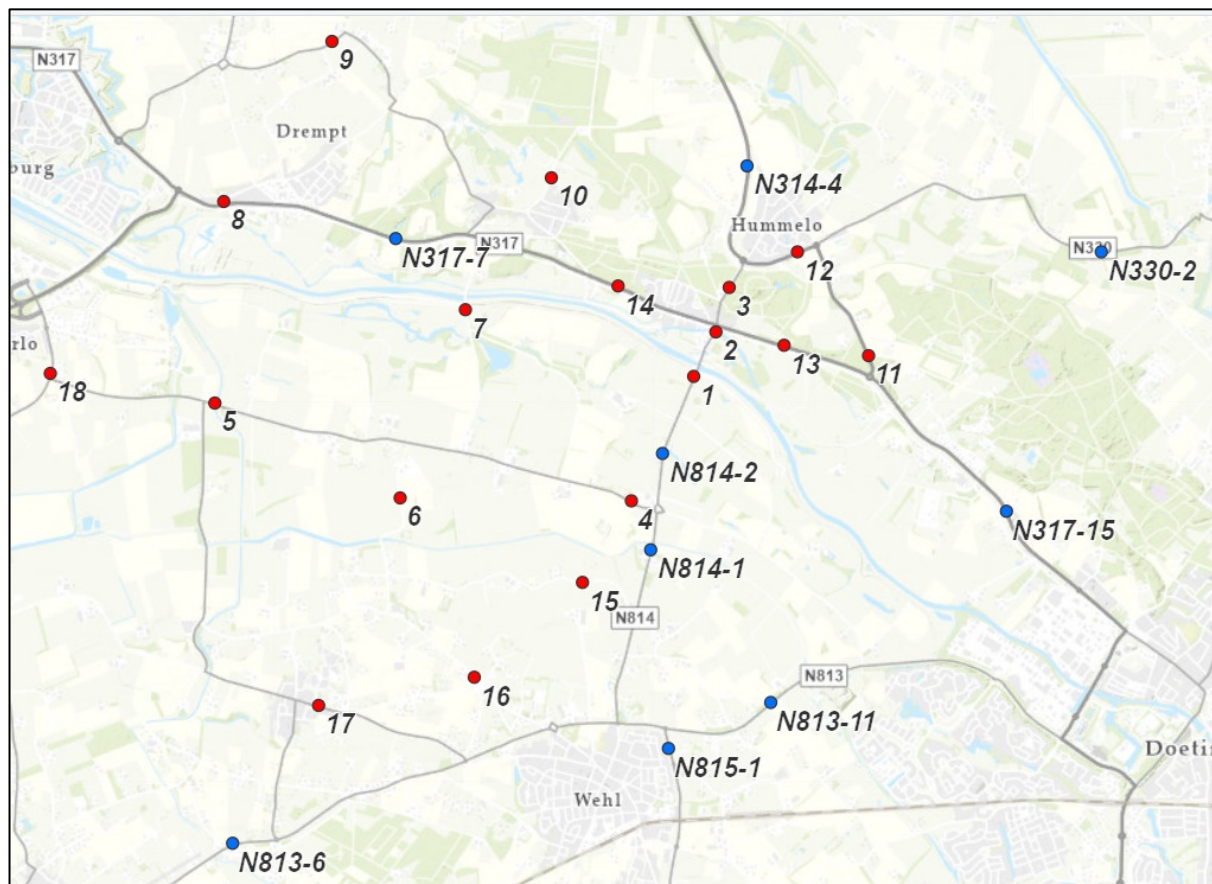 N317
9
Drempt
burg
N314-4
10
8
Hummelo
N317-7
N317
12
N330
N330-2
3
14
7
2
13
11
rlo
18
1
5
N814-2
6
4
N317-15
N814-1
15
N814
16
N813
17
N813-11
N815-1
Doetin
Wehl
N813-6